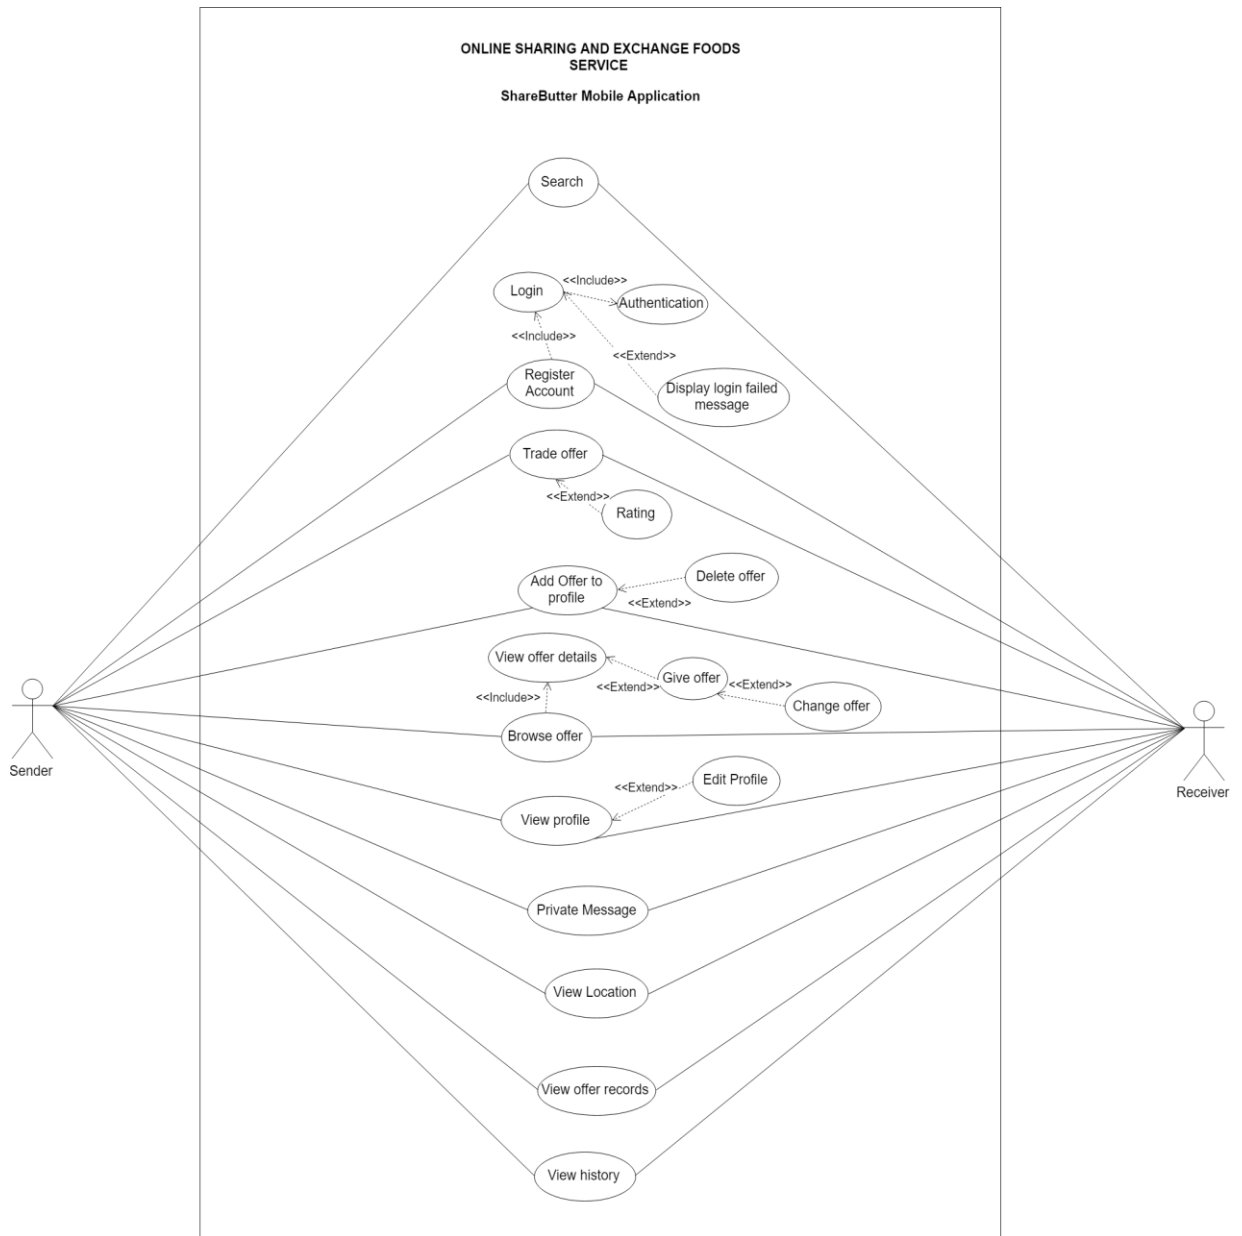 ONLINE SHARING AND EXCHANGE FOODS
SERVICE
ShareButter Mobile Application
Search
<<Include>>
Login
Authentication
<<Include>>
<<Extend>>
Register
Account
Display login failed
message
Trade offer
<<Extend>>
Rating
Add Offer to
profile
Delete offer
<<Extend>>
View offer details
Give offer
<<Extend>>
<<Extend>>
<<Include>>
Change offer
Browse offer
Sender
Receiver
Edit Profile
<<Extend>>
View profile
Private Message
View Location
View offer records
View history